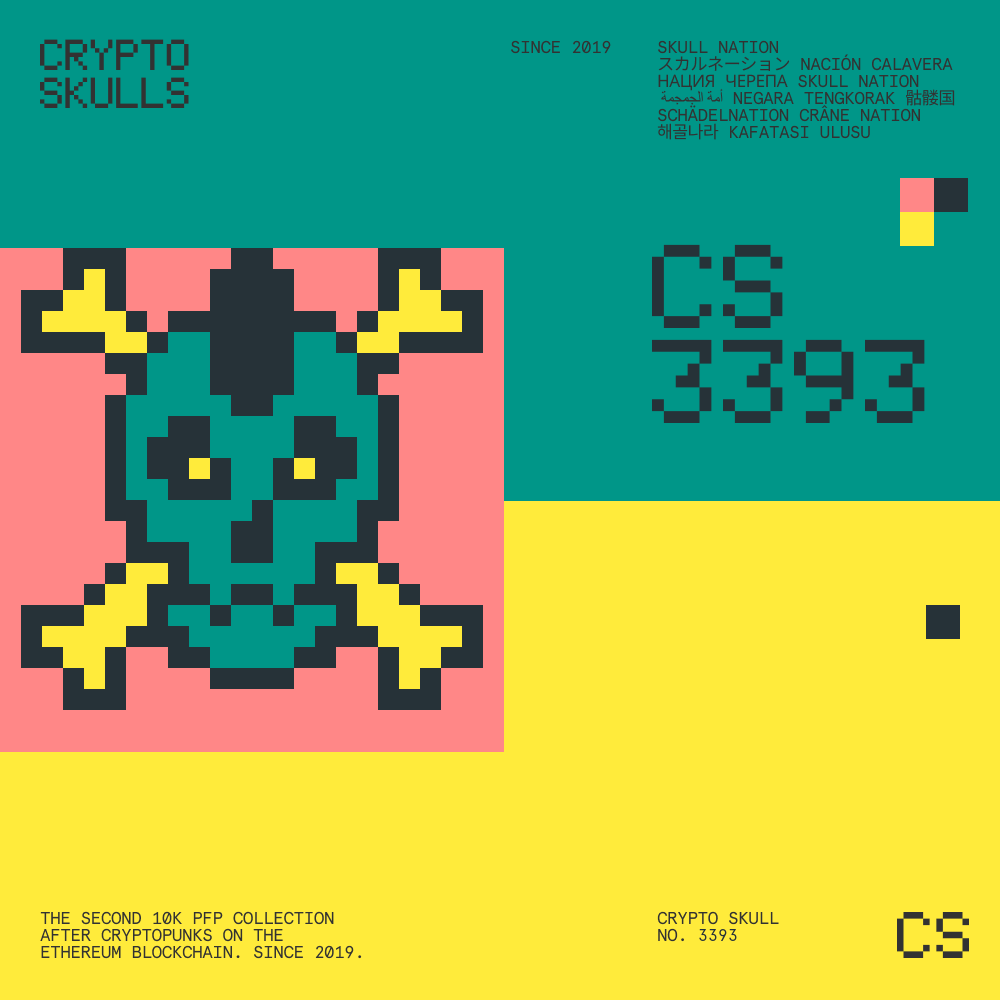 CRYPTO
SKULLS
SINCE 2019
SKULL NATION
スカルネーション NACIÓN CALAVERA
НАЦИЯ ЧЕРЕПА SKULL NATION
أمة الجمجمة NEGARA TENGKORAK 骷髅国
SCHÄDELNATION CRÂNE NATION
해골나라 KAFATASI ULUSU
CS
3393
THE SECOND 10K PFP COLLECTION
AFTER CRYPTOPUNKS ON THE
ETHEREUM BLOCKCHAIN. SINCE 2019.
CRYPTO SKULL
NO. 3393
CS